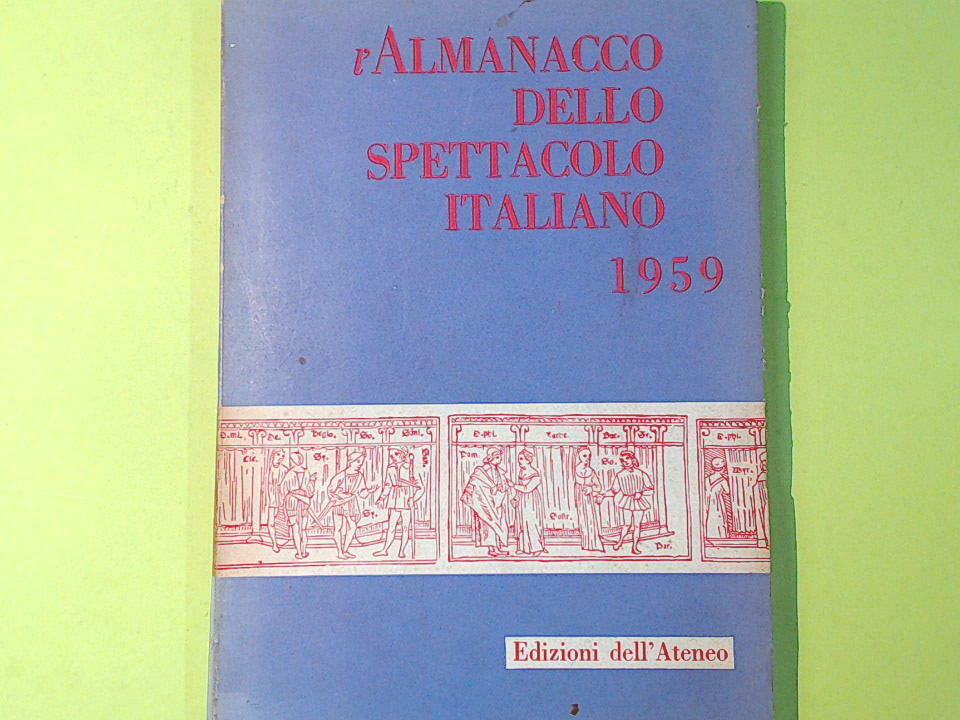 l'ALMANACCO
DELLO
SPETTACOLO
ITALIANO
1959
Edizioni dell'Ateneo